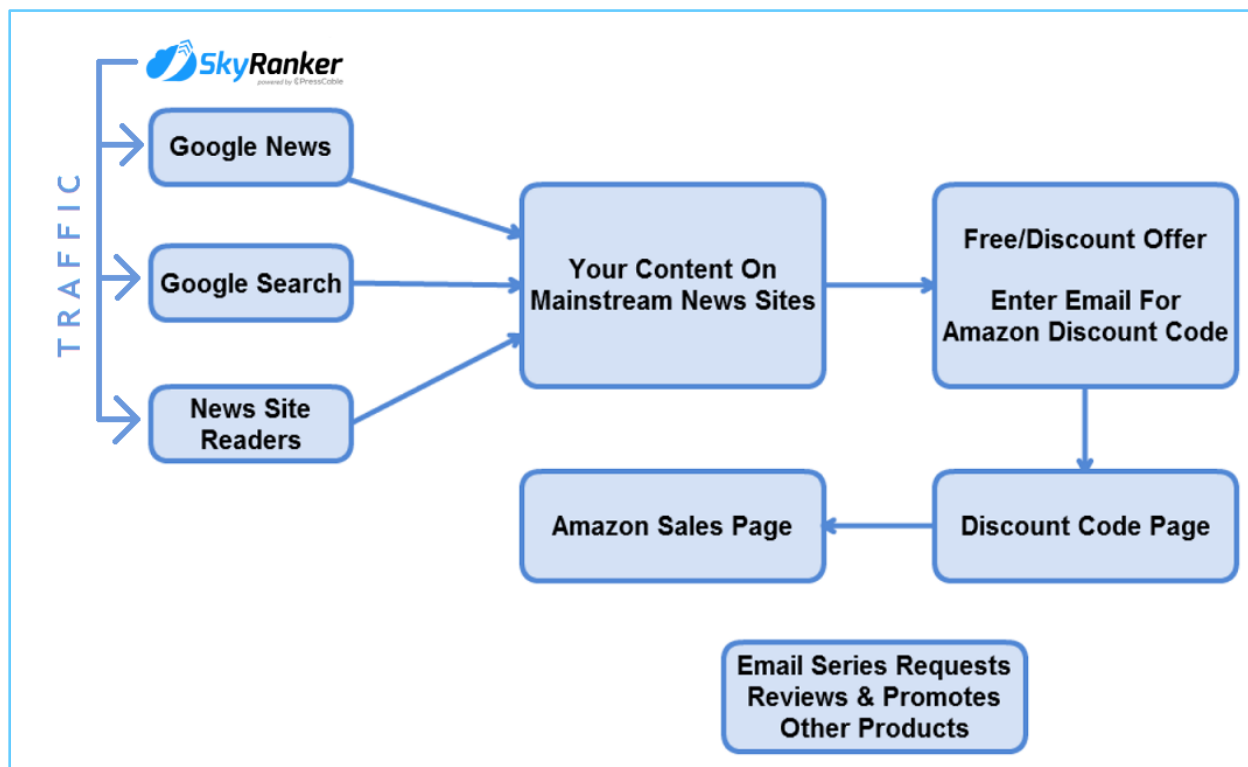 SkyRanker
powered by PressCable
TRAFFIC
Google News
Google Search
News Site
Readers
Your Content On
Mainstream News Sites
Free/Discount Offer
Enter Email For
Amazon Discount Code
Discount Code Page
Amazon Sales Page
Email Series Requests
Reviews & Promotes
Other Products